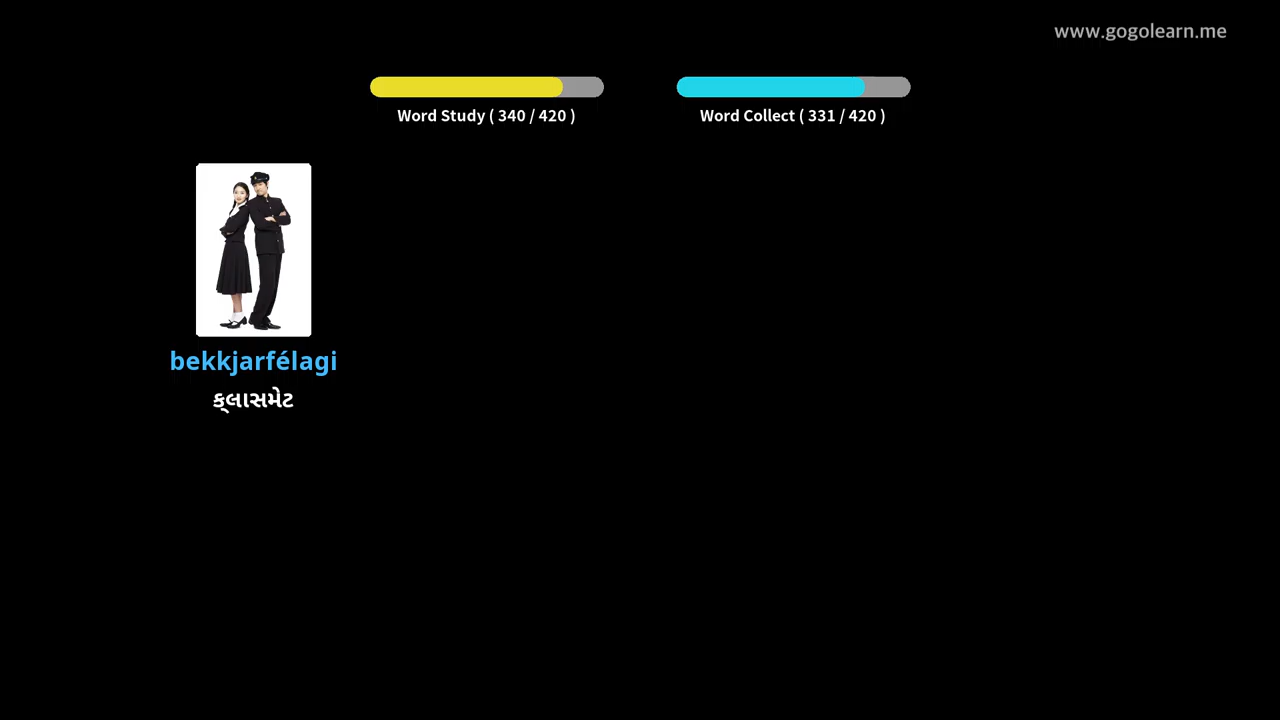 www.gogolearn.me
Word Study ( 340 / 420 )
Word Collect ( 331 / 420 )
bekkjarfélagi
ક્લાસમેટ